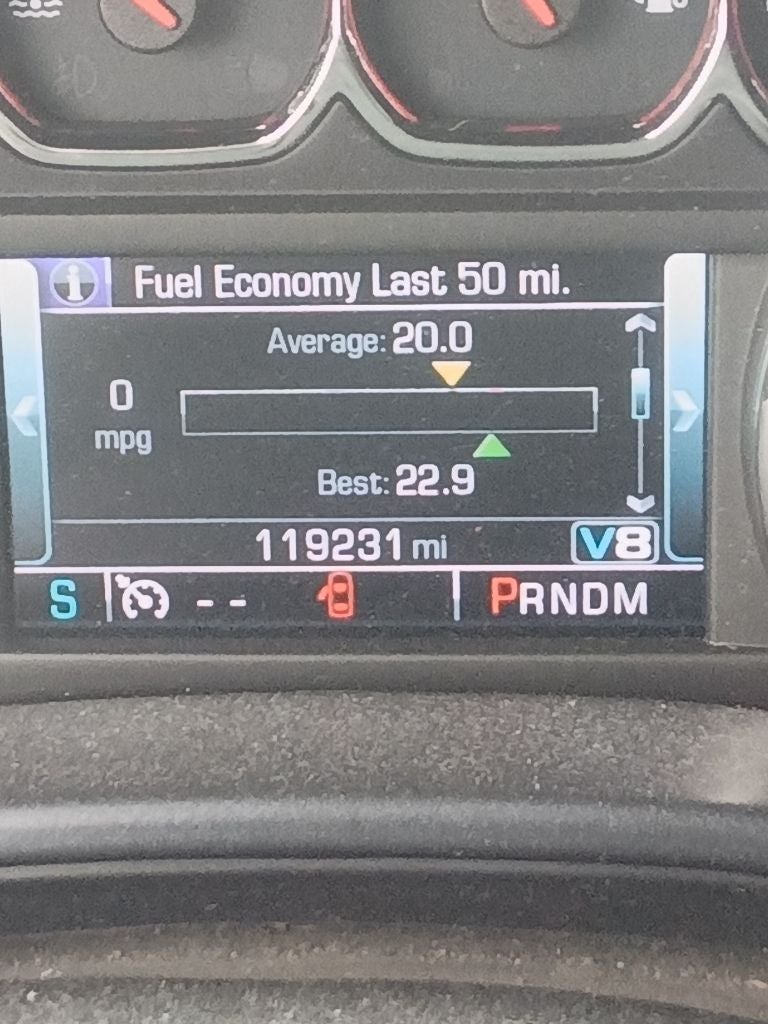 Fuel Economy Last 50 mi.
Average: 20.0
0
mpg
Best: 22.9
119231 mi V8
S -- PRNDM